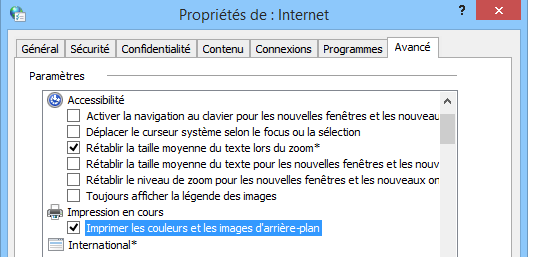 Propriétés de : Internet
?
Général Sécurité Confidentialité Contenu Connexions Programmes Avancé
Paramètres
Accessibilité
Activer la navigation au clavier pour les nouvelles fenêtres et les nouveau
Déplacer le curseur système selon le focus ou la sélection
Rétablir la taille moyenne du texte lors du zoom*
Rétablir la taille moyenne du texte pour les nouvelles fenêtres et les nouv
Rétablir le niveau de zoom pour les nouvelles fenêtres et les nouveaux on
Toujours afficher la légende des images
Impression en cours
Imprimer les couleurs et les images d'arrière-plan
International*